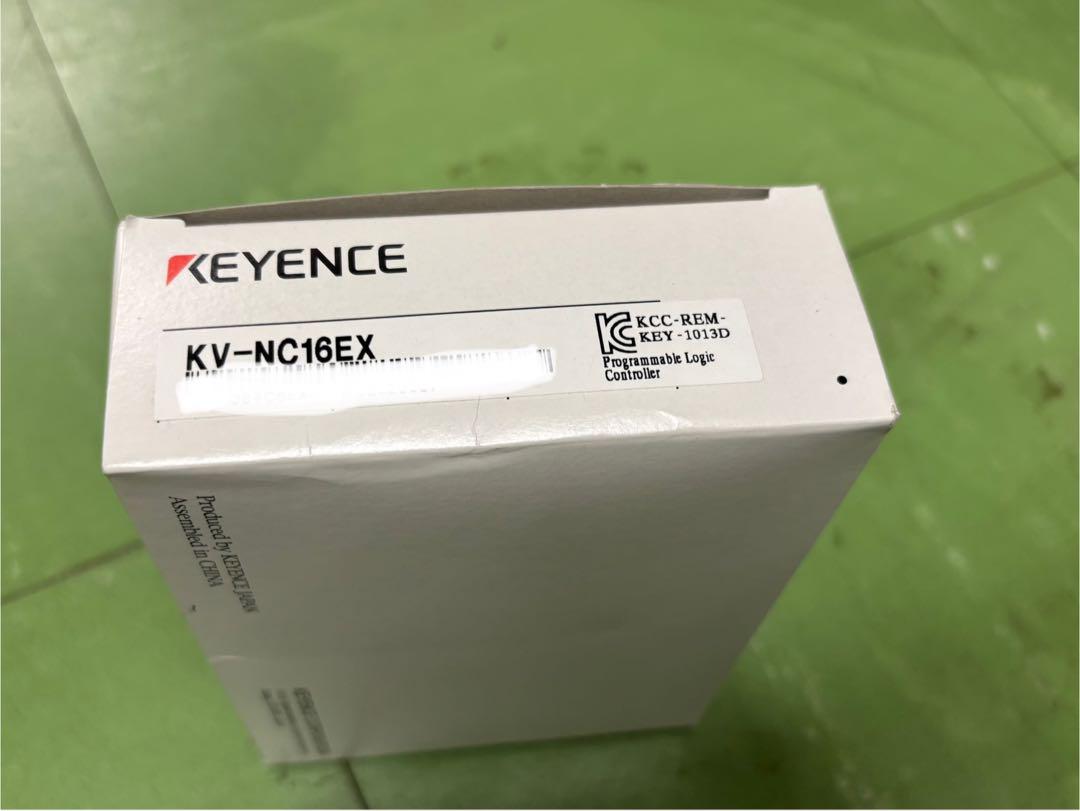 KEYENCE
KV-NC16EX
KCC-REM-
KEY-1013D
Programmable Logic
Controller
Produced by KEYENCE JAPAN
Assembled in CHINA